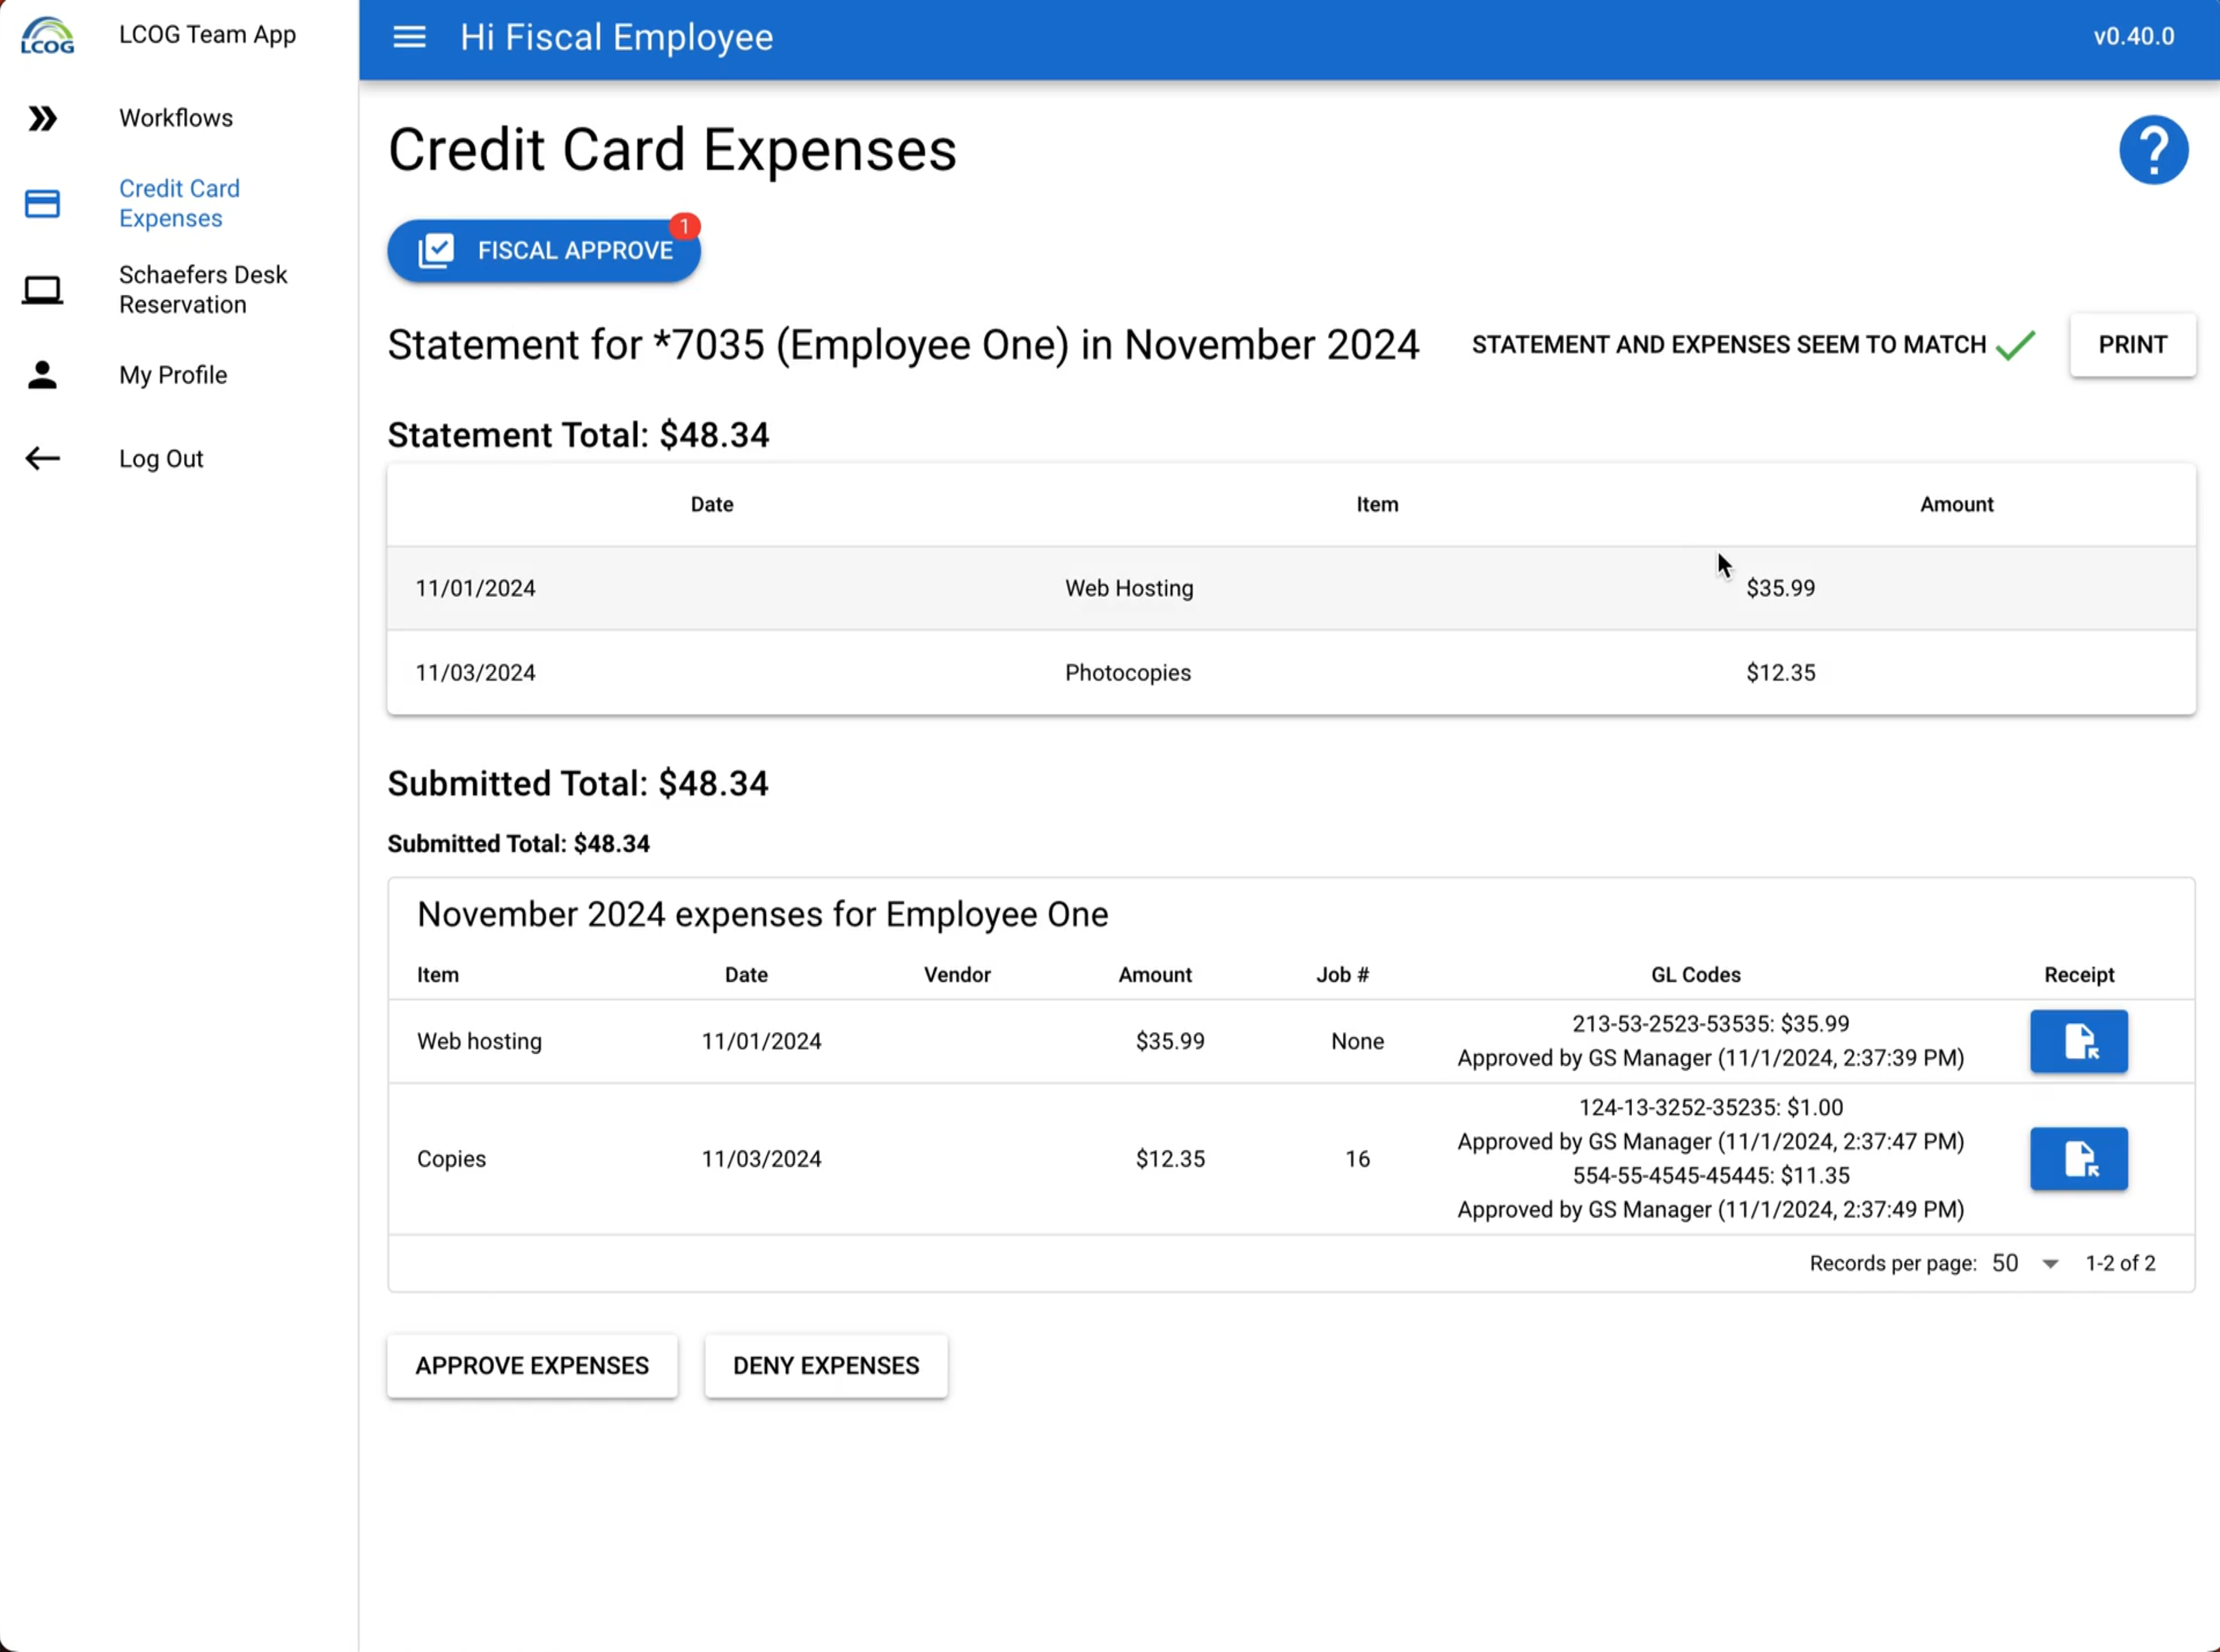 LCOG
LCOG Team App
Hi Fiscal Employee
v0.40.0
Workflows
Credit Card
Expenses
Schaefers Desk
Reservation
My Profile
Log Out
Credit Card Expenses
?
FISCAL APPROVE
1
Statement for *7035 (Employee One) in November 2024
STATEMENT AND EXPENSES SEEM TO MATCH
PRINT
Statement Total: $48.34
Date Item Amount
11/01/2024 Web Hosting $35.99
11/03/2024 Photocopies $12.35
Submitted Total: $48.34
Submitted Total: $48.34
November 2024 expenses for Employee One
Item Date Vendor Amount Job # GL Codes Receipt
Web hosting 11/01/2024 $35.99 None
213-53-2523-53535: $35.99
Approved by GS Manager (11/1/2024, 2:37:39 PM)
Copies 11/03/2024 $12.35 16
124-13-3252-35235: $1.00
Approved by GS Manager (11/1/2024, 2:37:47 PM)
554-55-4545-45445: $11.35
Approved by GS Manager (11/1/2024, 2:37:49 PM)
Records per page: 50 1-2 of 2
APPROVE EXPENSES DENY EXPENSES